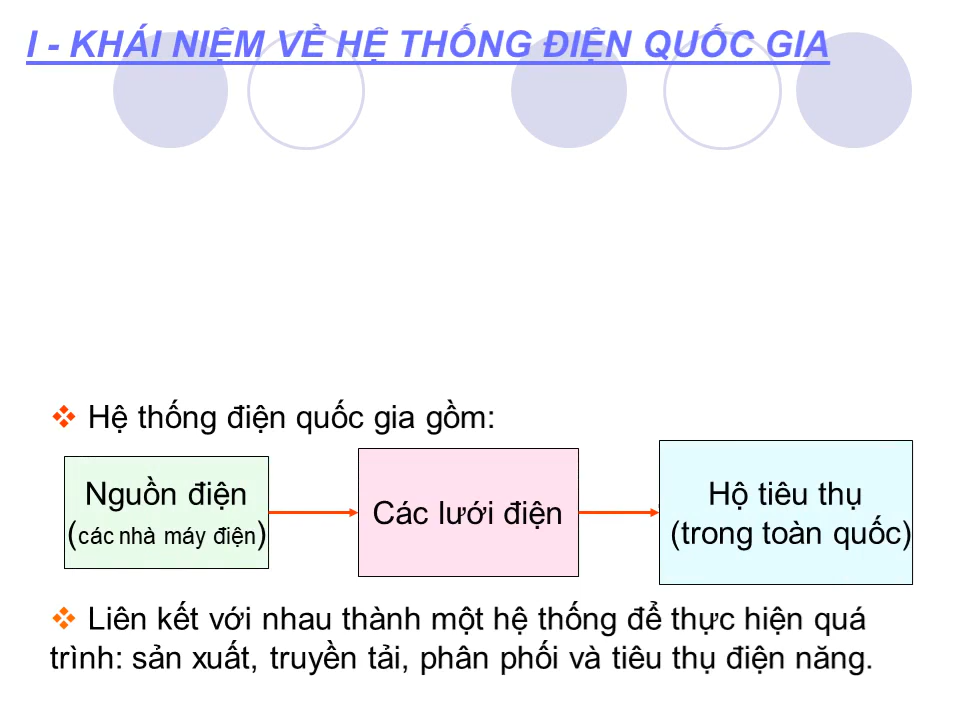 I - KHÁI NIỆM VỀ HỆ THỐNG ĐIỆN QUỐC GIA
Hệ thống điện quốc gia gồm:
Nguồn điện
(các nhà máy điện)
Các lưới điện
Hộ tiêu thụ
(trong toàn quốc)
Liên kết với nhau thành một hệ thống để thực hiện quá
trình: sản xuất, truyền tải, phân phối và tiêu thụ điện năng.